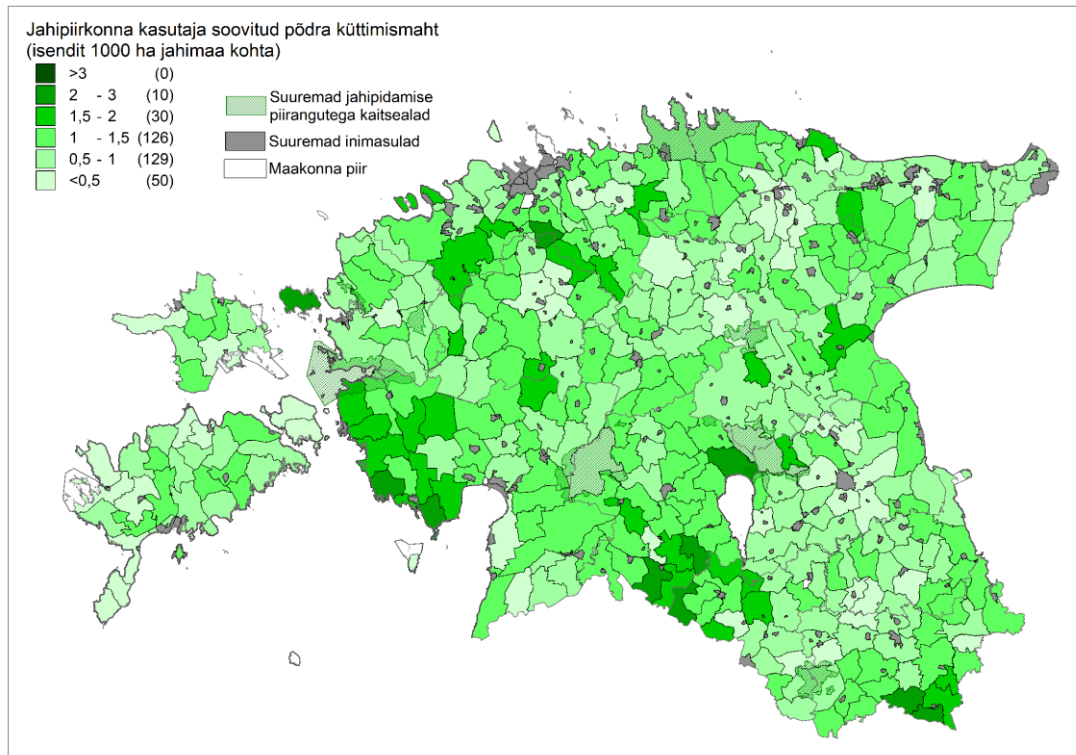 Jahipiirkonna kasutaja soovitud põdra küttimismaht
(isendit 1000 ha jahimaa kohta)
>3 (0)
2 - 3 (10)
1,5 - 2 (30)
1 - 1,5 (126)
0,5 - 1 (129)
<0,5 (50)
Suuremad jahipidamise
piirangutega kaitsealad
Suuremad inimasulad
Maakonna piir